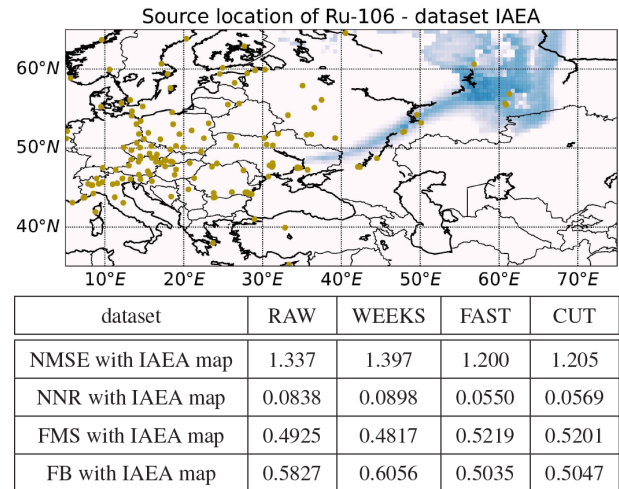 Source location of Ru-106 - dataset IAEA
60°N
50°N
40°N
10°E 20°E 30°E 40°E 50°E 60°E 70°E
dataset RAW WEEKS FAST CUT
NMSE with IAEA map 1.337 1.397 1.200 1.205
NNR with IAEA map 0.0838 0.0898 0.0550 0.0569
FMS with IAEA map 0.4925 0.4817 0.5219 0.5201
FB with IAEA map 0.5827 0.6056 0.5035 0.5047